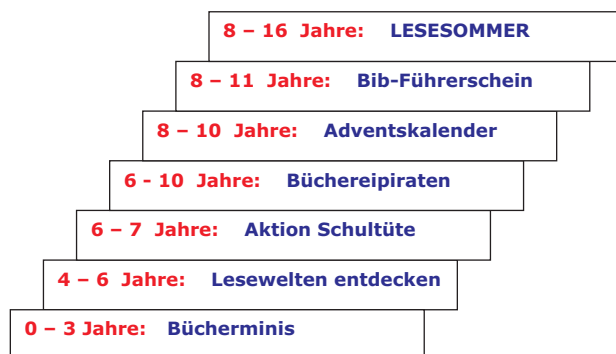 8 – 16 Jahre: LESESOMMER
8 – 11 Jahre: Bib-Führerschein
8 – 10 Jahre: Adventskalender
6 - 10 Jahre: Büchereipiraten
6 – 7 Jahre: Aktion Schultüte
4 – 6 Jahre: Lesewelten entdecken
0 – 3 Jahre: Bücherminis